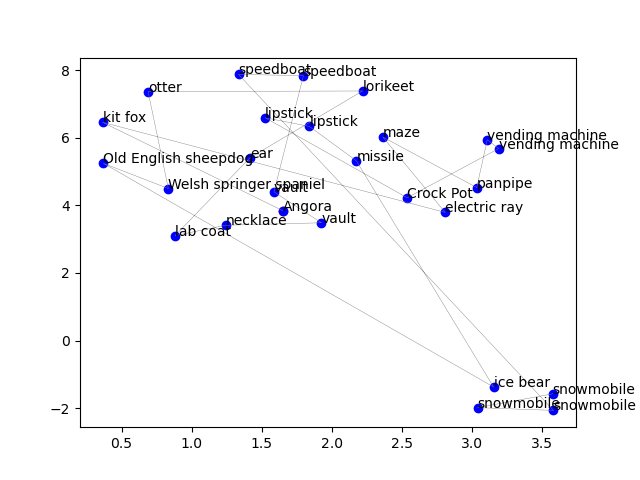 speedboat
speedboat
otter
lorikeet
kit fox
lipstick
lipstick
maze
vending machine
vending machine
Old English sheepdog
ear
missile
Welsh springer spaniel
vault
Crock Pot
panpipe
Angora
electric ray
lab coat
necklace
vault
ice bear
snowmobile
snowmobile
snowmobile
8
6
4
2
0
−2
0.5 1.0 1.5 2.0 2.5 3.0 3.5